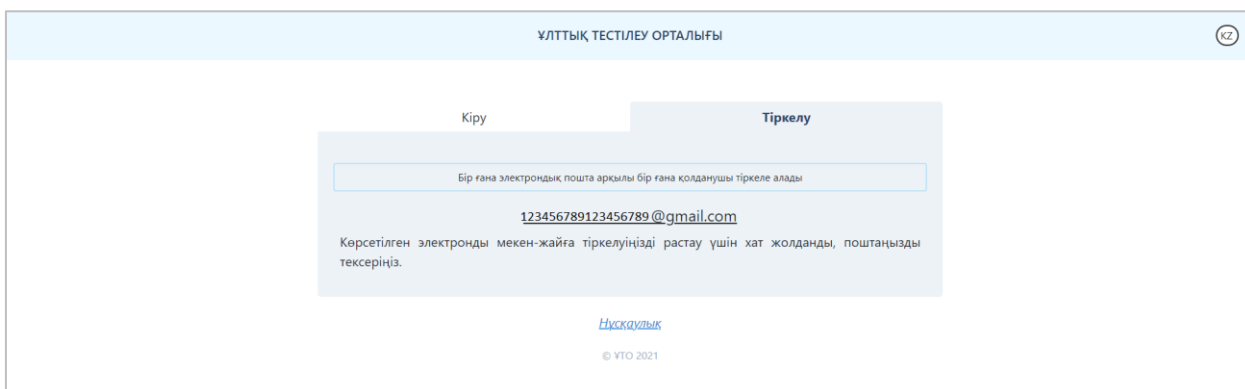 ҰЛТТЫҚ ТЕСТІЛЕУ ОРТАЛЫҒЫ
KZ
Кіру
Тіркелу
Бір ғана электрондық пошта арқылы бір ғана қолданушы тіркеле алады
123456789123456789@gmail.com
Көрсетілген электронды мекен-жайға тіркелуіңізді растау үшін хат жолданды, поштаңызды
тексеріңіз.
Нұсқаулық
© ҰТО 2021